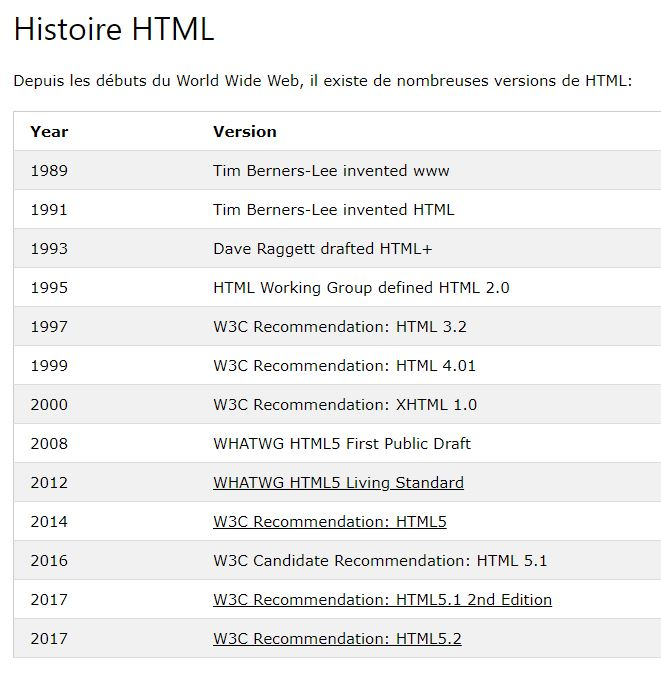 Histoire HTML
Depuis les débuts du World Wide Web, il existe de nombreuses versions de HTML:
Year Version
1989 Tim Berners-Lee invented www
1991 Tim Berners-Lee invented HTML
1993 Dave Raggett drafted HTML+
1995 HTML Working Group defined HTML 2.0
1997 W3C Recommendation: HTML 3.2
1999 W3C Recommendation: HTML 4.01
2000 W3C Recommendation: XHTML 1.0
2008 WHATWG HTML5 First Public Draft
2012 WHATWG HTML5 Living Standard
2014 W3C Recommendation: HTML5
2016 W3C Candidate Recommendation: HTML 5.1
2017 W3C Recommendation: HTML5.1 2nd Edition
2017 W3C Recommendation: HTML5.2